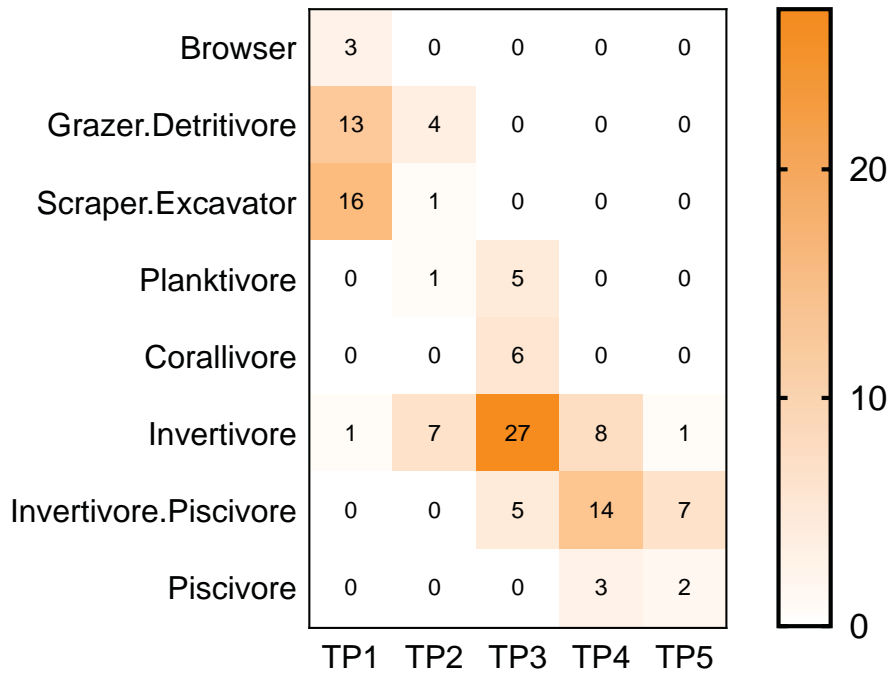 Browser 3 0 0 0 0
Grazer.Detritivore 13 4 0 0 0
20
Scraper.Excavator 16 1 0 0 0
Planktivore 0 1 5 0 0
Corallivore 0 0 6 0 0
10
Invertivore 1 7 27 8 1
Invertivore.Piscivore 0 0 5 14 7
Piscivore 0 0 0 3 2
0
TP1 TP2 TP3 TP4 TP5